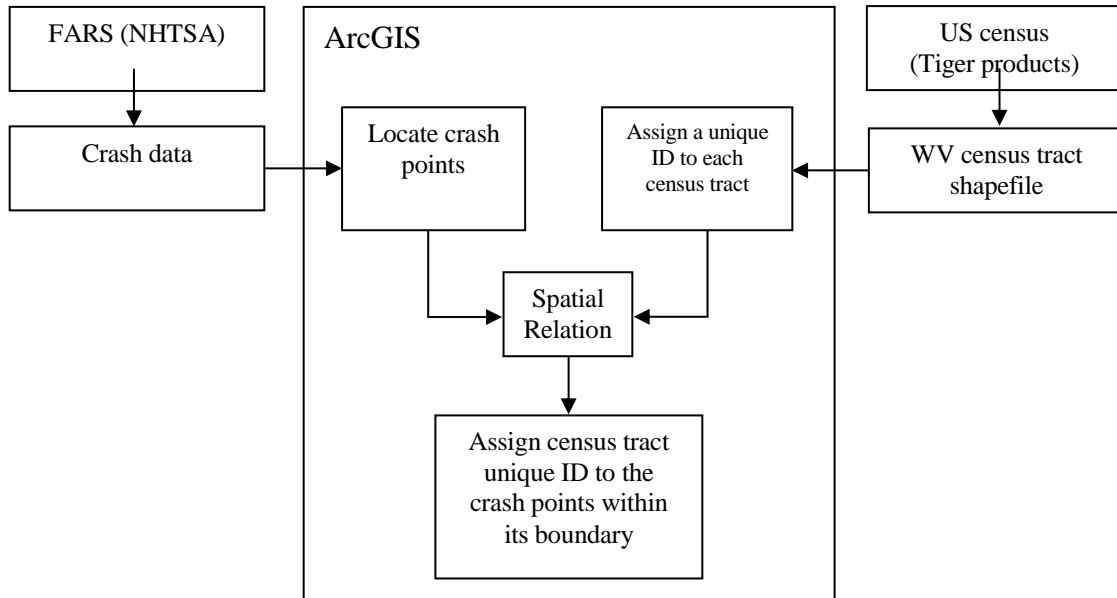 FARS (NHTSA)
Crash data
ArcGIS
Locate crash
points
Assign a unique
ID to each
census tract
US census
(Tiger products)
WV census tract
shapefile
Spatial
Relation
Assign census tract
unique ID to the
crash points within
its boundary